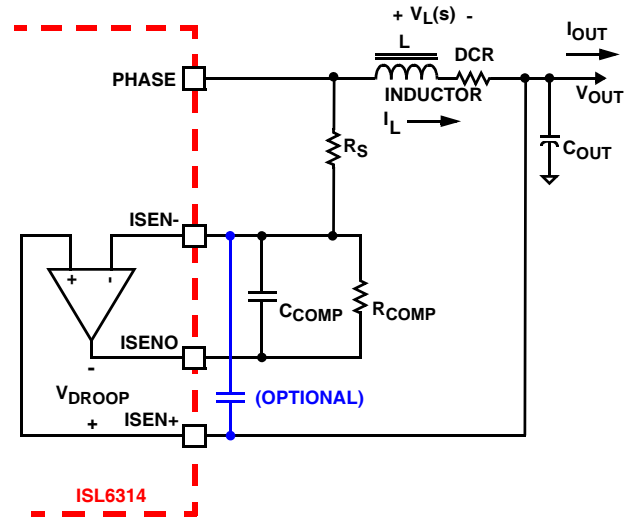 + VL(s) -
IOUT
L
DCR
PHASE
INDUCTOR
VOUT
IL
RS
COUT
ISEN-
+ -
CCOMP
RCOMP
ISENO
-
VDROOP
(OPTIONAL)
+
ISEN+
ISL6314